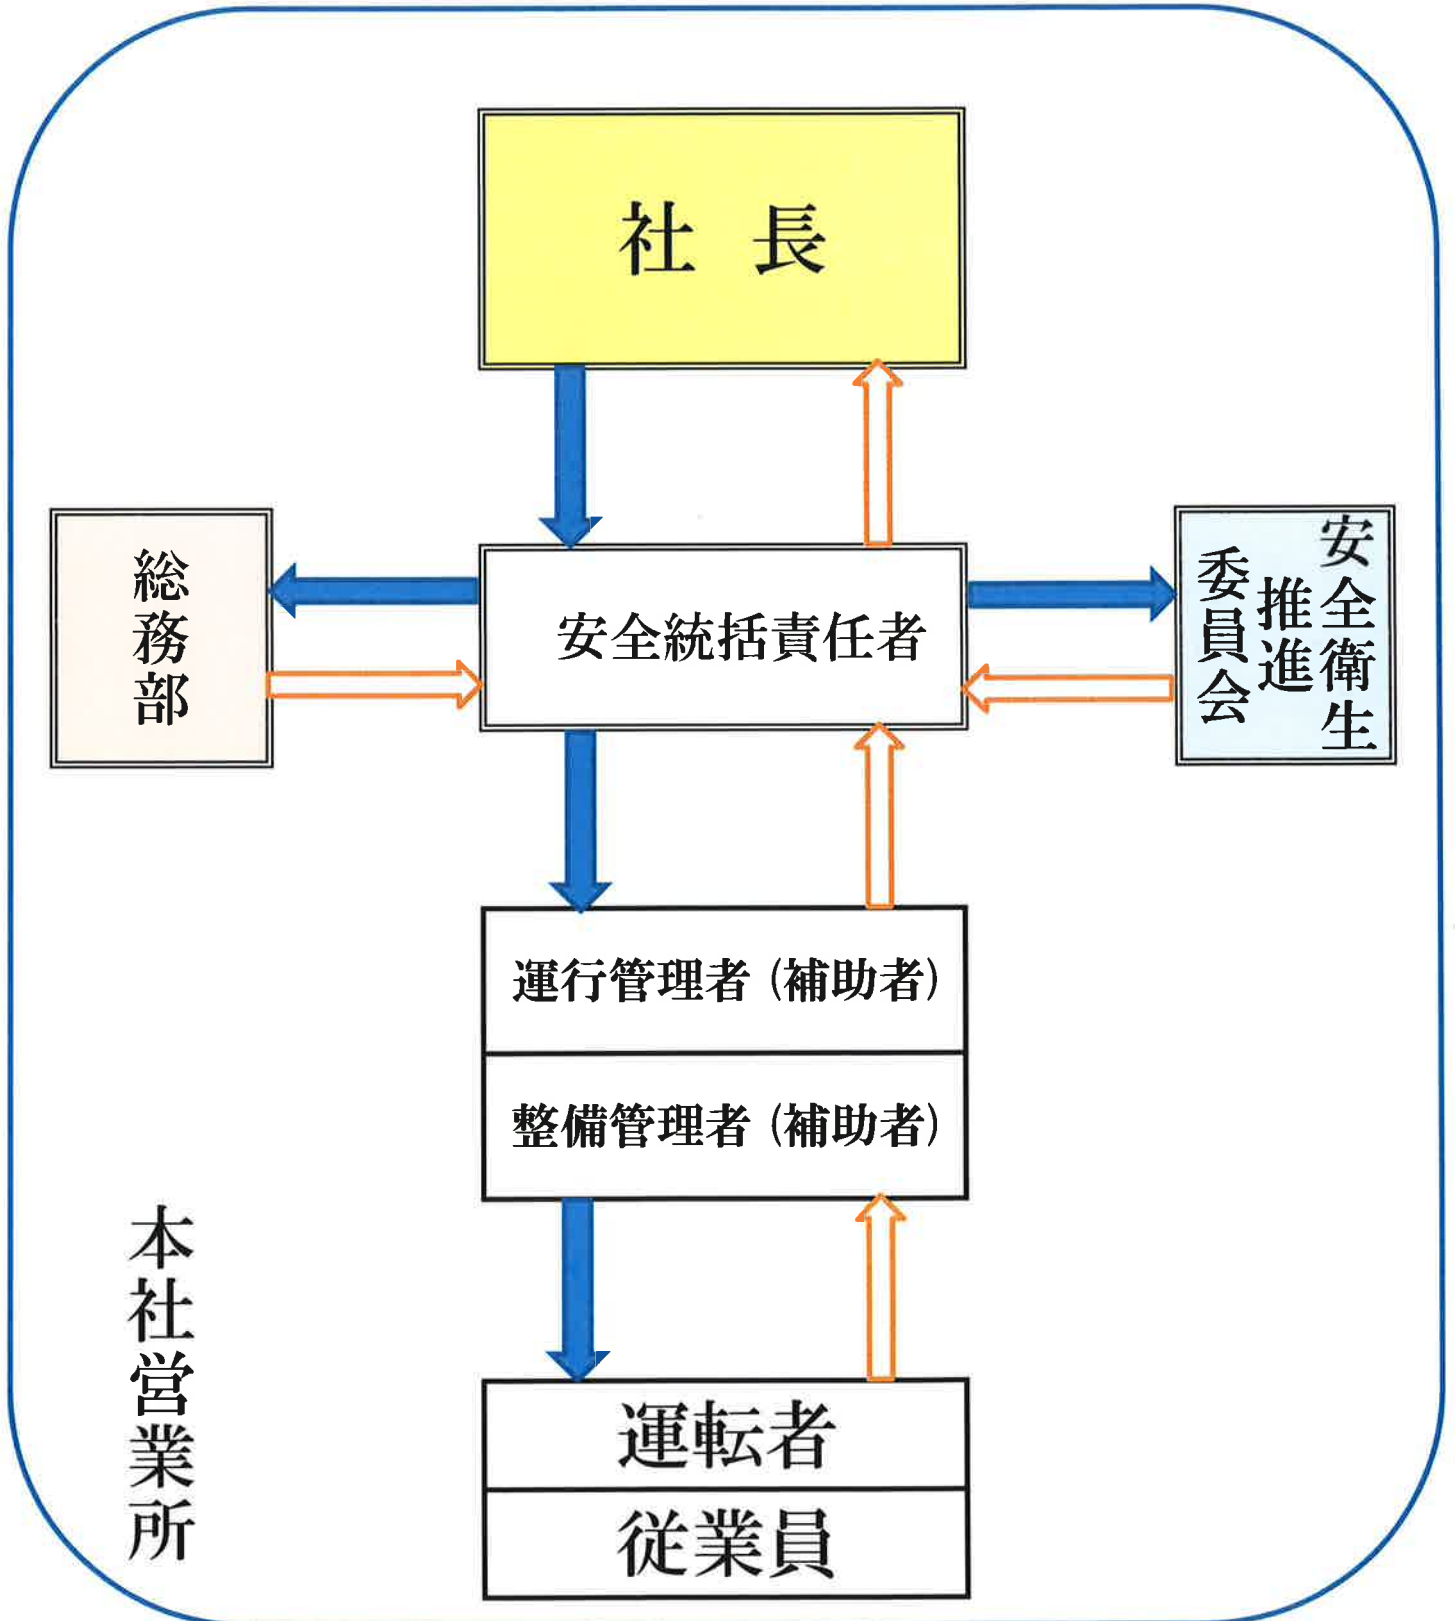 社 長
総務部
安全統括責任者
安全衛生
推進
委員会
運行管理者（補助者）
整備管理者（補助者）
本社営業所
運転者
従業員